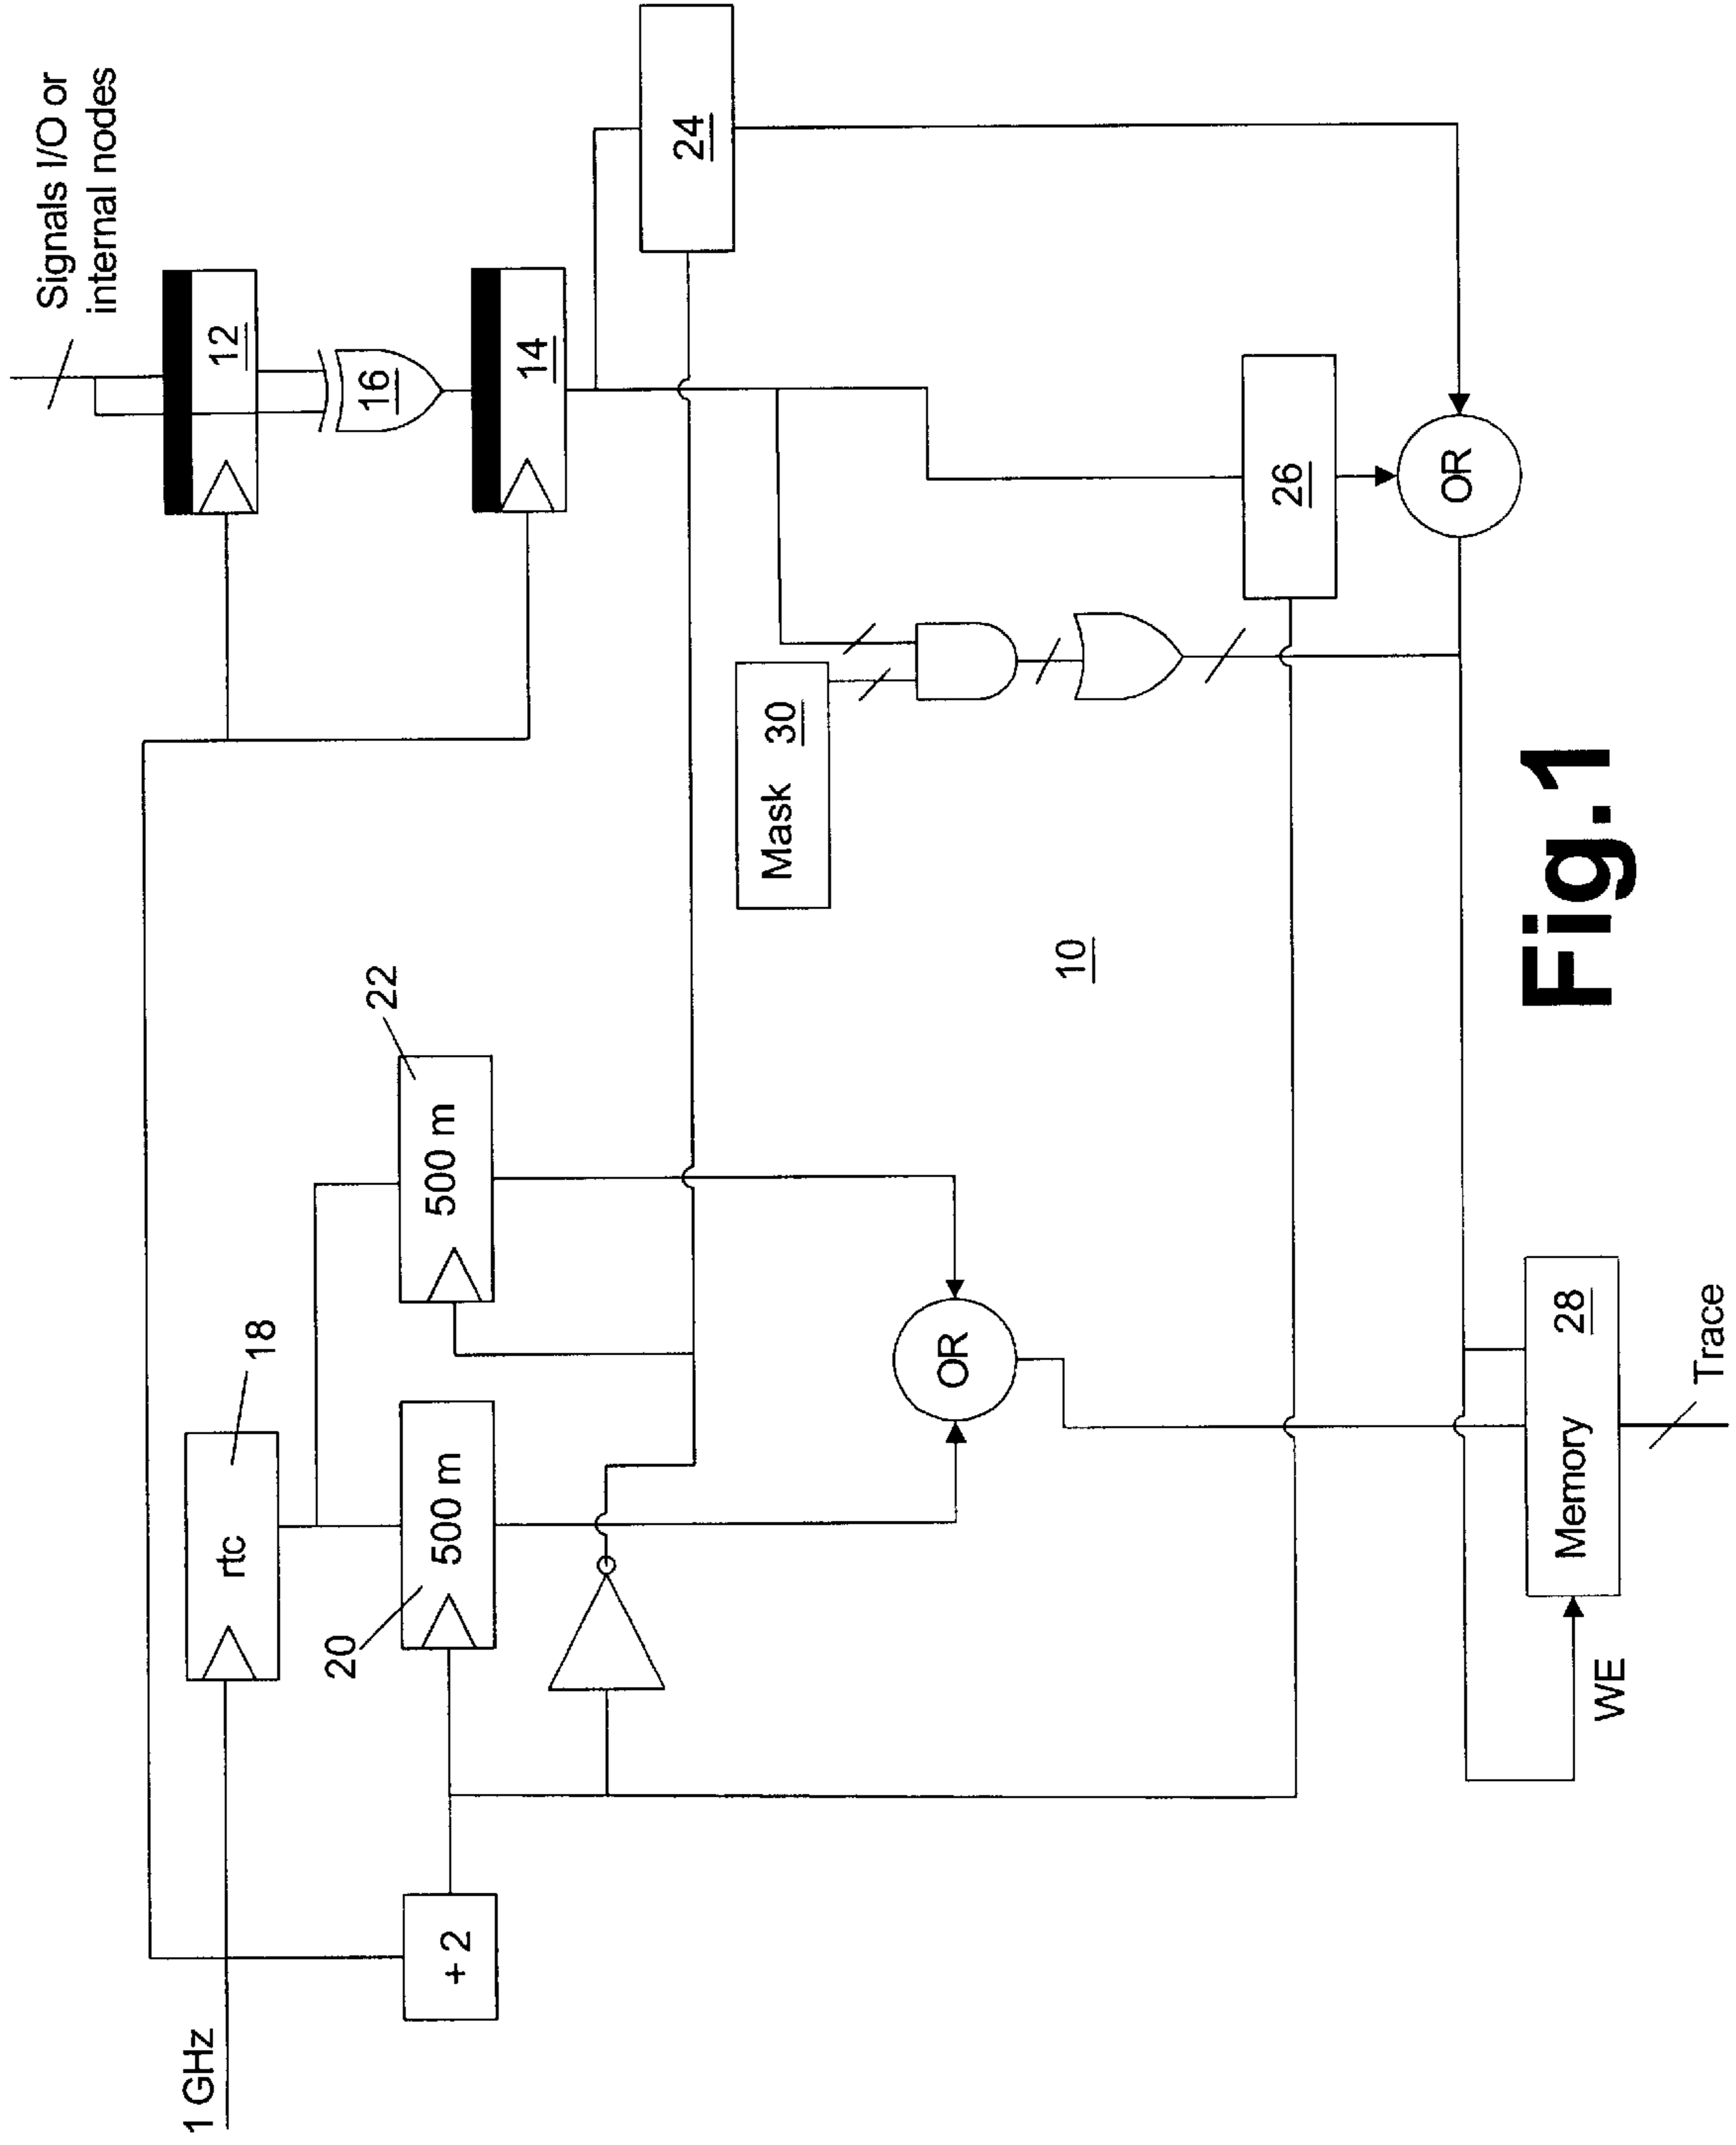 Signals I/O or
internal nodes
12
16
14
24
1 GHz
rtc
18
20
500 m
22
500 m
+ 2
Mask 30
10
26
OR
OR
Memory 28
WE
Trace
Fig.1